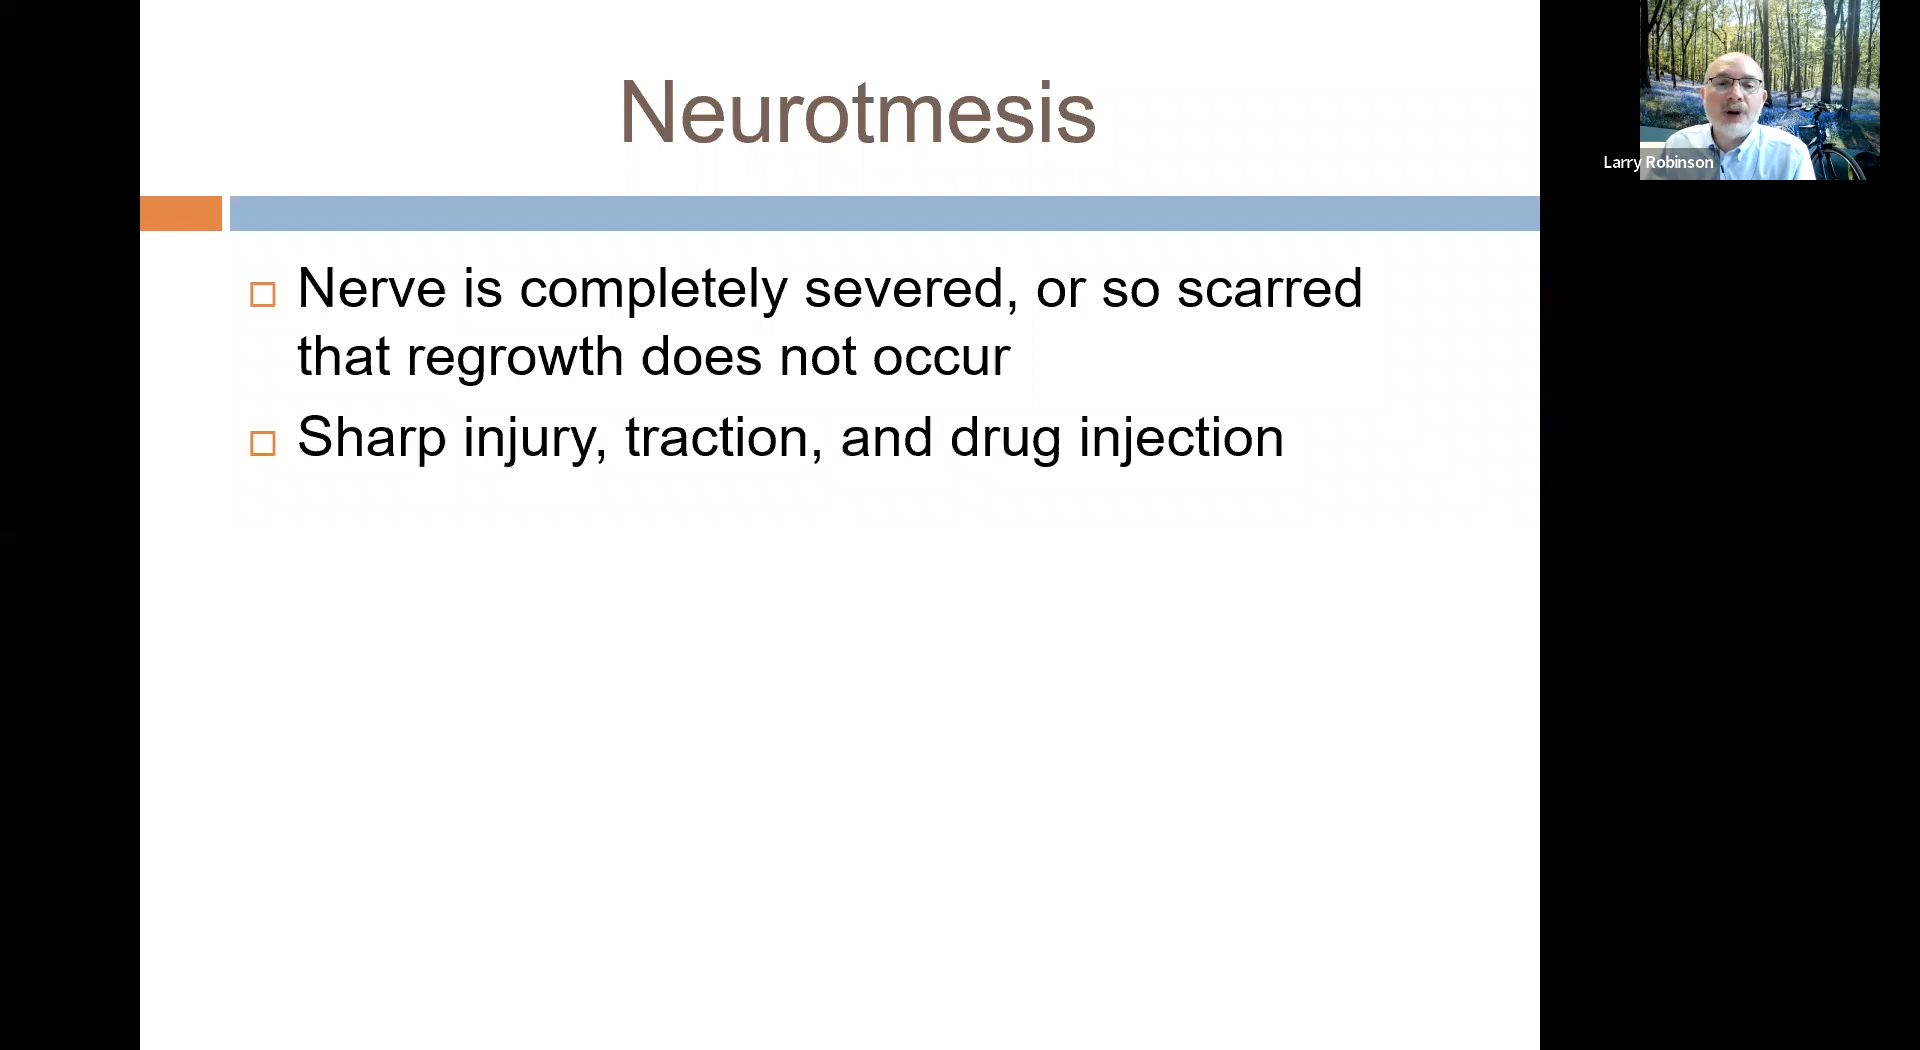 Neurotmesis
Larry Robinson
Nerve is completely severed, or so scarred
that regrowth does not occur
Sharp injury, traction, and drug injection